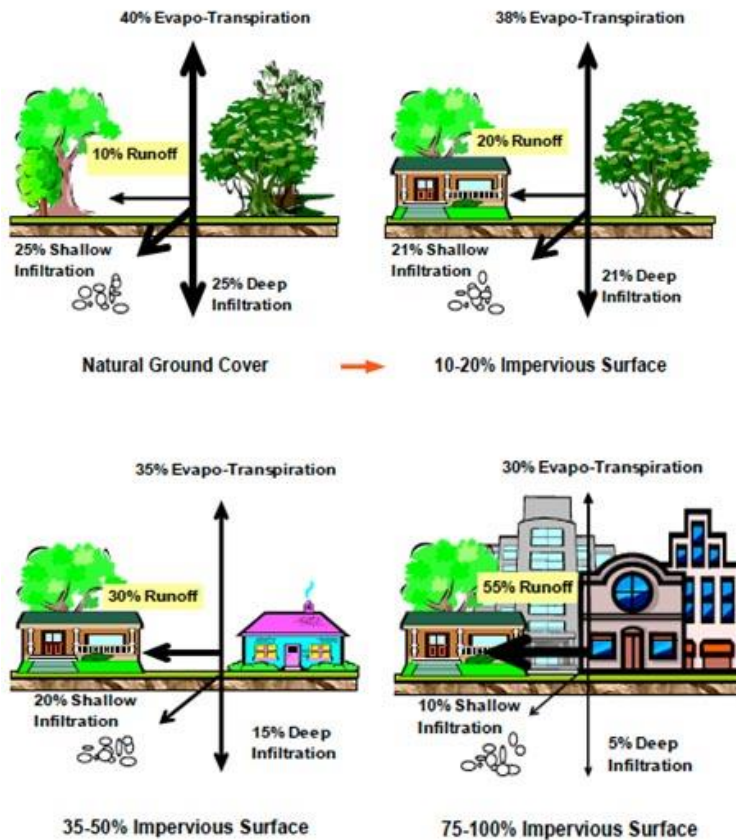 40% Evapo-Transpiration
10% Runoff
25% Shallow
Infiltration
25% Deep
Infiltration
Natural Ground Cover
38% Evapo-Transpiration
20% Runoff
21% Shallow
Infiltration
21% Deep
Infiltration
10-20% Impervious Surface
35% Evapo-Transpiration
30% Runoff
20% Shallow
Infiltration
15% Deep
Infiltration
35-50% Impervious Surface
30% Evapo-Transpiration
55% Runoff
10% Shallow
Infiltration
5% Deep
Infiltration
75-100% Impervious Surface